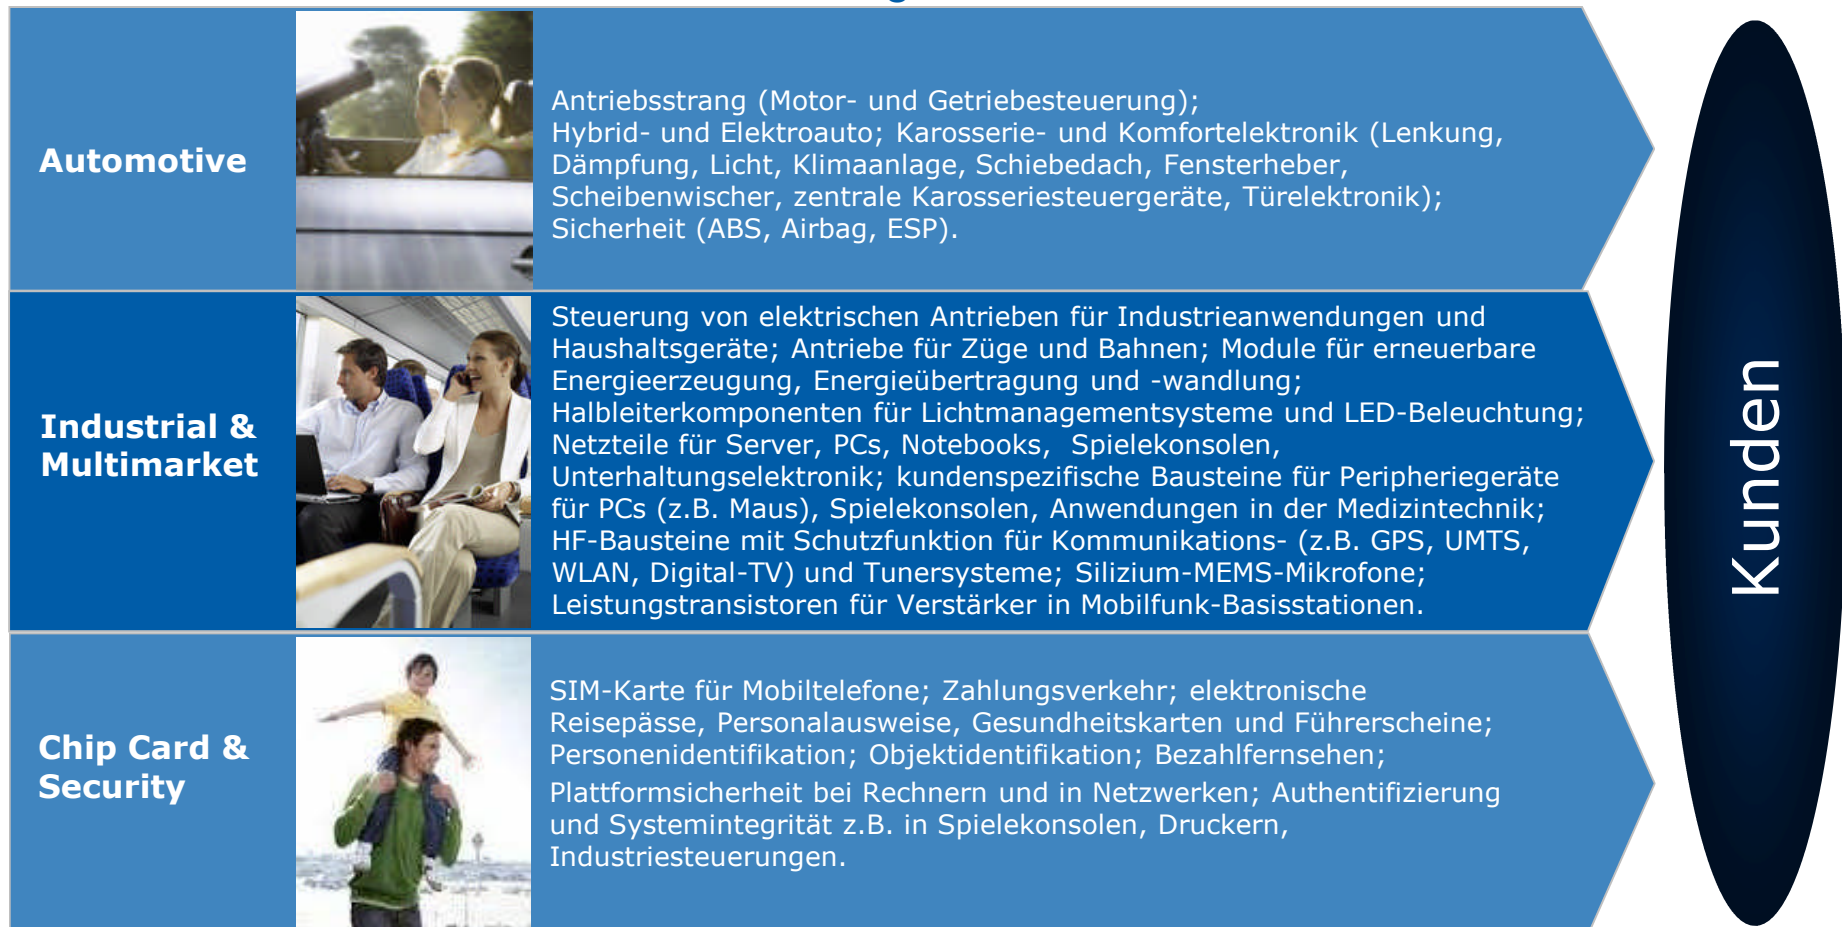 Automotive
Antriebsstrang (Motor- und Getriebesteuerung);
Hybrid- und Elektroauto; Karosserie- und Komfortelektronik (Lenkung,
Dämpfung, Licht, Klimaanlage, Schiebedach, Fensterheber,
Scheibenwischer, zentrale Karosseriesteuergeräte, Türelektronik);
Sicherheit (ABS, Airbag, ESP).
Industrial &
Multimarket
Steuerung von elektrischen Antrieben für Industrieanwendungen und
Haushaltsgeräte; Antriebe für Züge und Bahnen; Module für erneuerbare
Energieerzeugung, Energieübertragung und -wandlung;
Halbleiterkomponenten für Lichtmanagementsysteme und LED-Beleuchtung;
Netzteile für Server, PCs, Notebooks, Spielekonsolen,
Unterhaltungselektronik; kundenspezifische Bausteine für Peripheriegeräte
für PCs (z.B. Maus), Spielekonsolen, Anwendungen in der Medizintechnik;
HF-Bausteine mit Schutzfunktion für Kommunikations- (z.B. GPS, UMTS,
WLAN, Digital-TV) und Tunersysteme; Silizium-MEMS-Mikrofone;
Leistungstransistoren für Verstärker in Mobilfunk-Basisstationen.
Chip Card &
Security
SIM-Karte für Mobiltelefone; Zahlungsverkehr; elektronische
Reisepässe, Personalausweise, Gesundheitskarten und Führerscheine;
Personenidentifikation; Objektidentifikation; Bezahlfernsehen;
Plattformsicherheit bei Rechnern und in Netzwerken; Authentifizierung
und Systemintegrität z.B. in Spielekonsolen, Druckern,
Industriesteuerungen.
Kunden